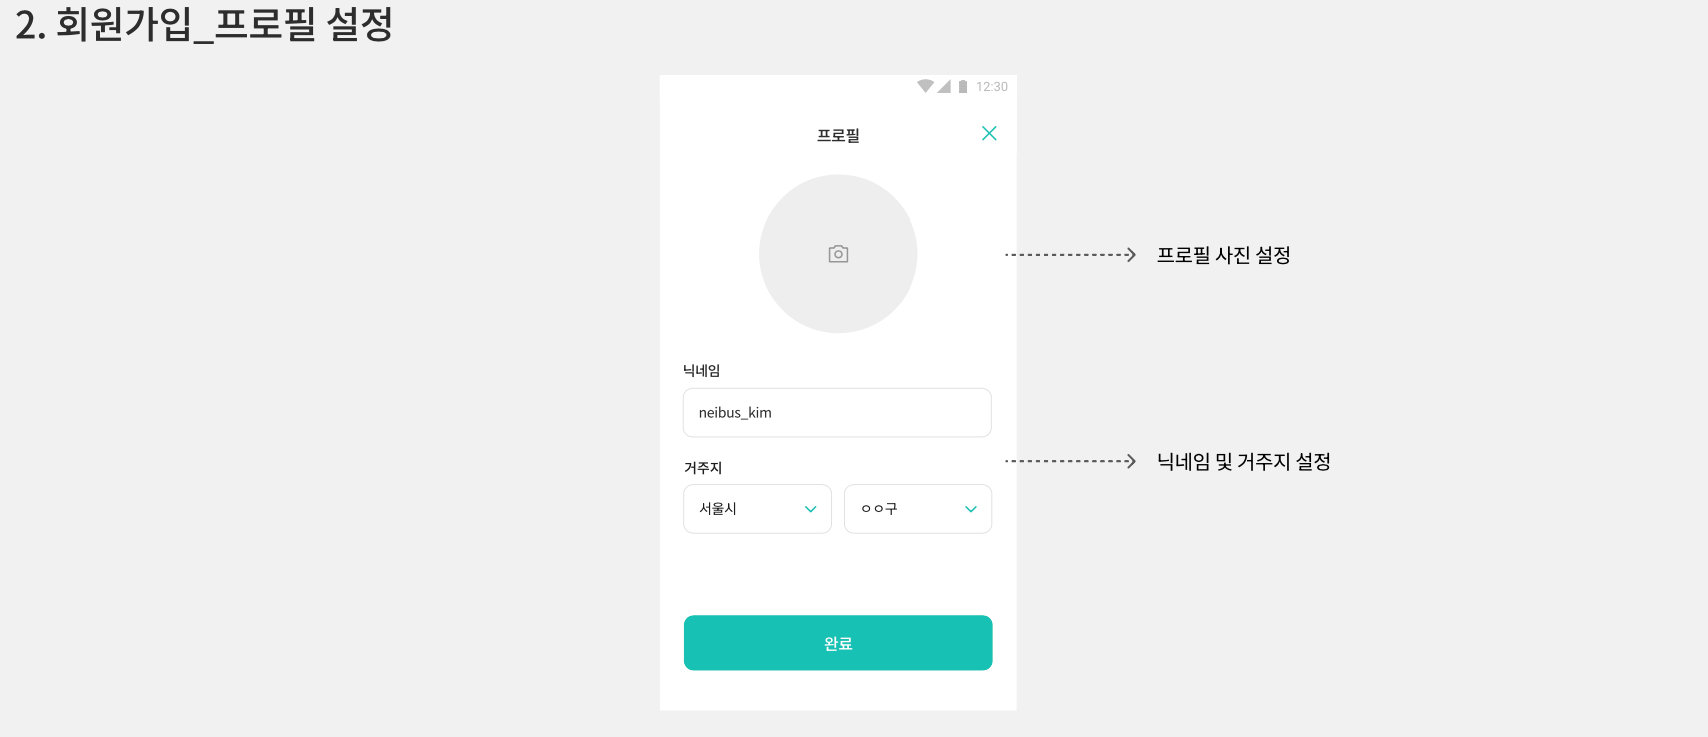 2. 회원가입_프로필 설정
12:30
프로필
프로필 사진 설정
닉네임
neibus_kim
닉네임 및 거주지 설정
거주지
서울시
ㅇㅇ구
완료